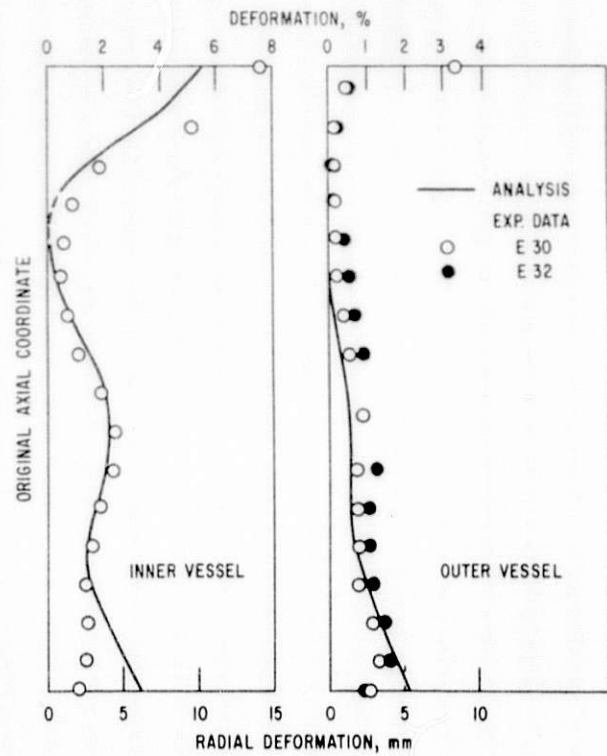 DEFORMATION, %
0 2 4 6 8 0 1 2 3 4
ORIGINAL AXIAL COORDINATE
ANALYSIS
EXP. DATA
E 30
E 32
INNER VESSEL OUTER VESSEL
0 5 10 15 0 5 10
RADIAL DEFORMATION, mm